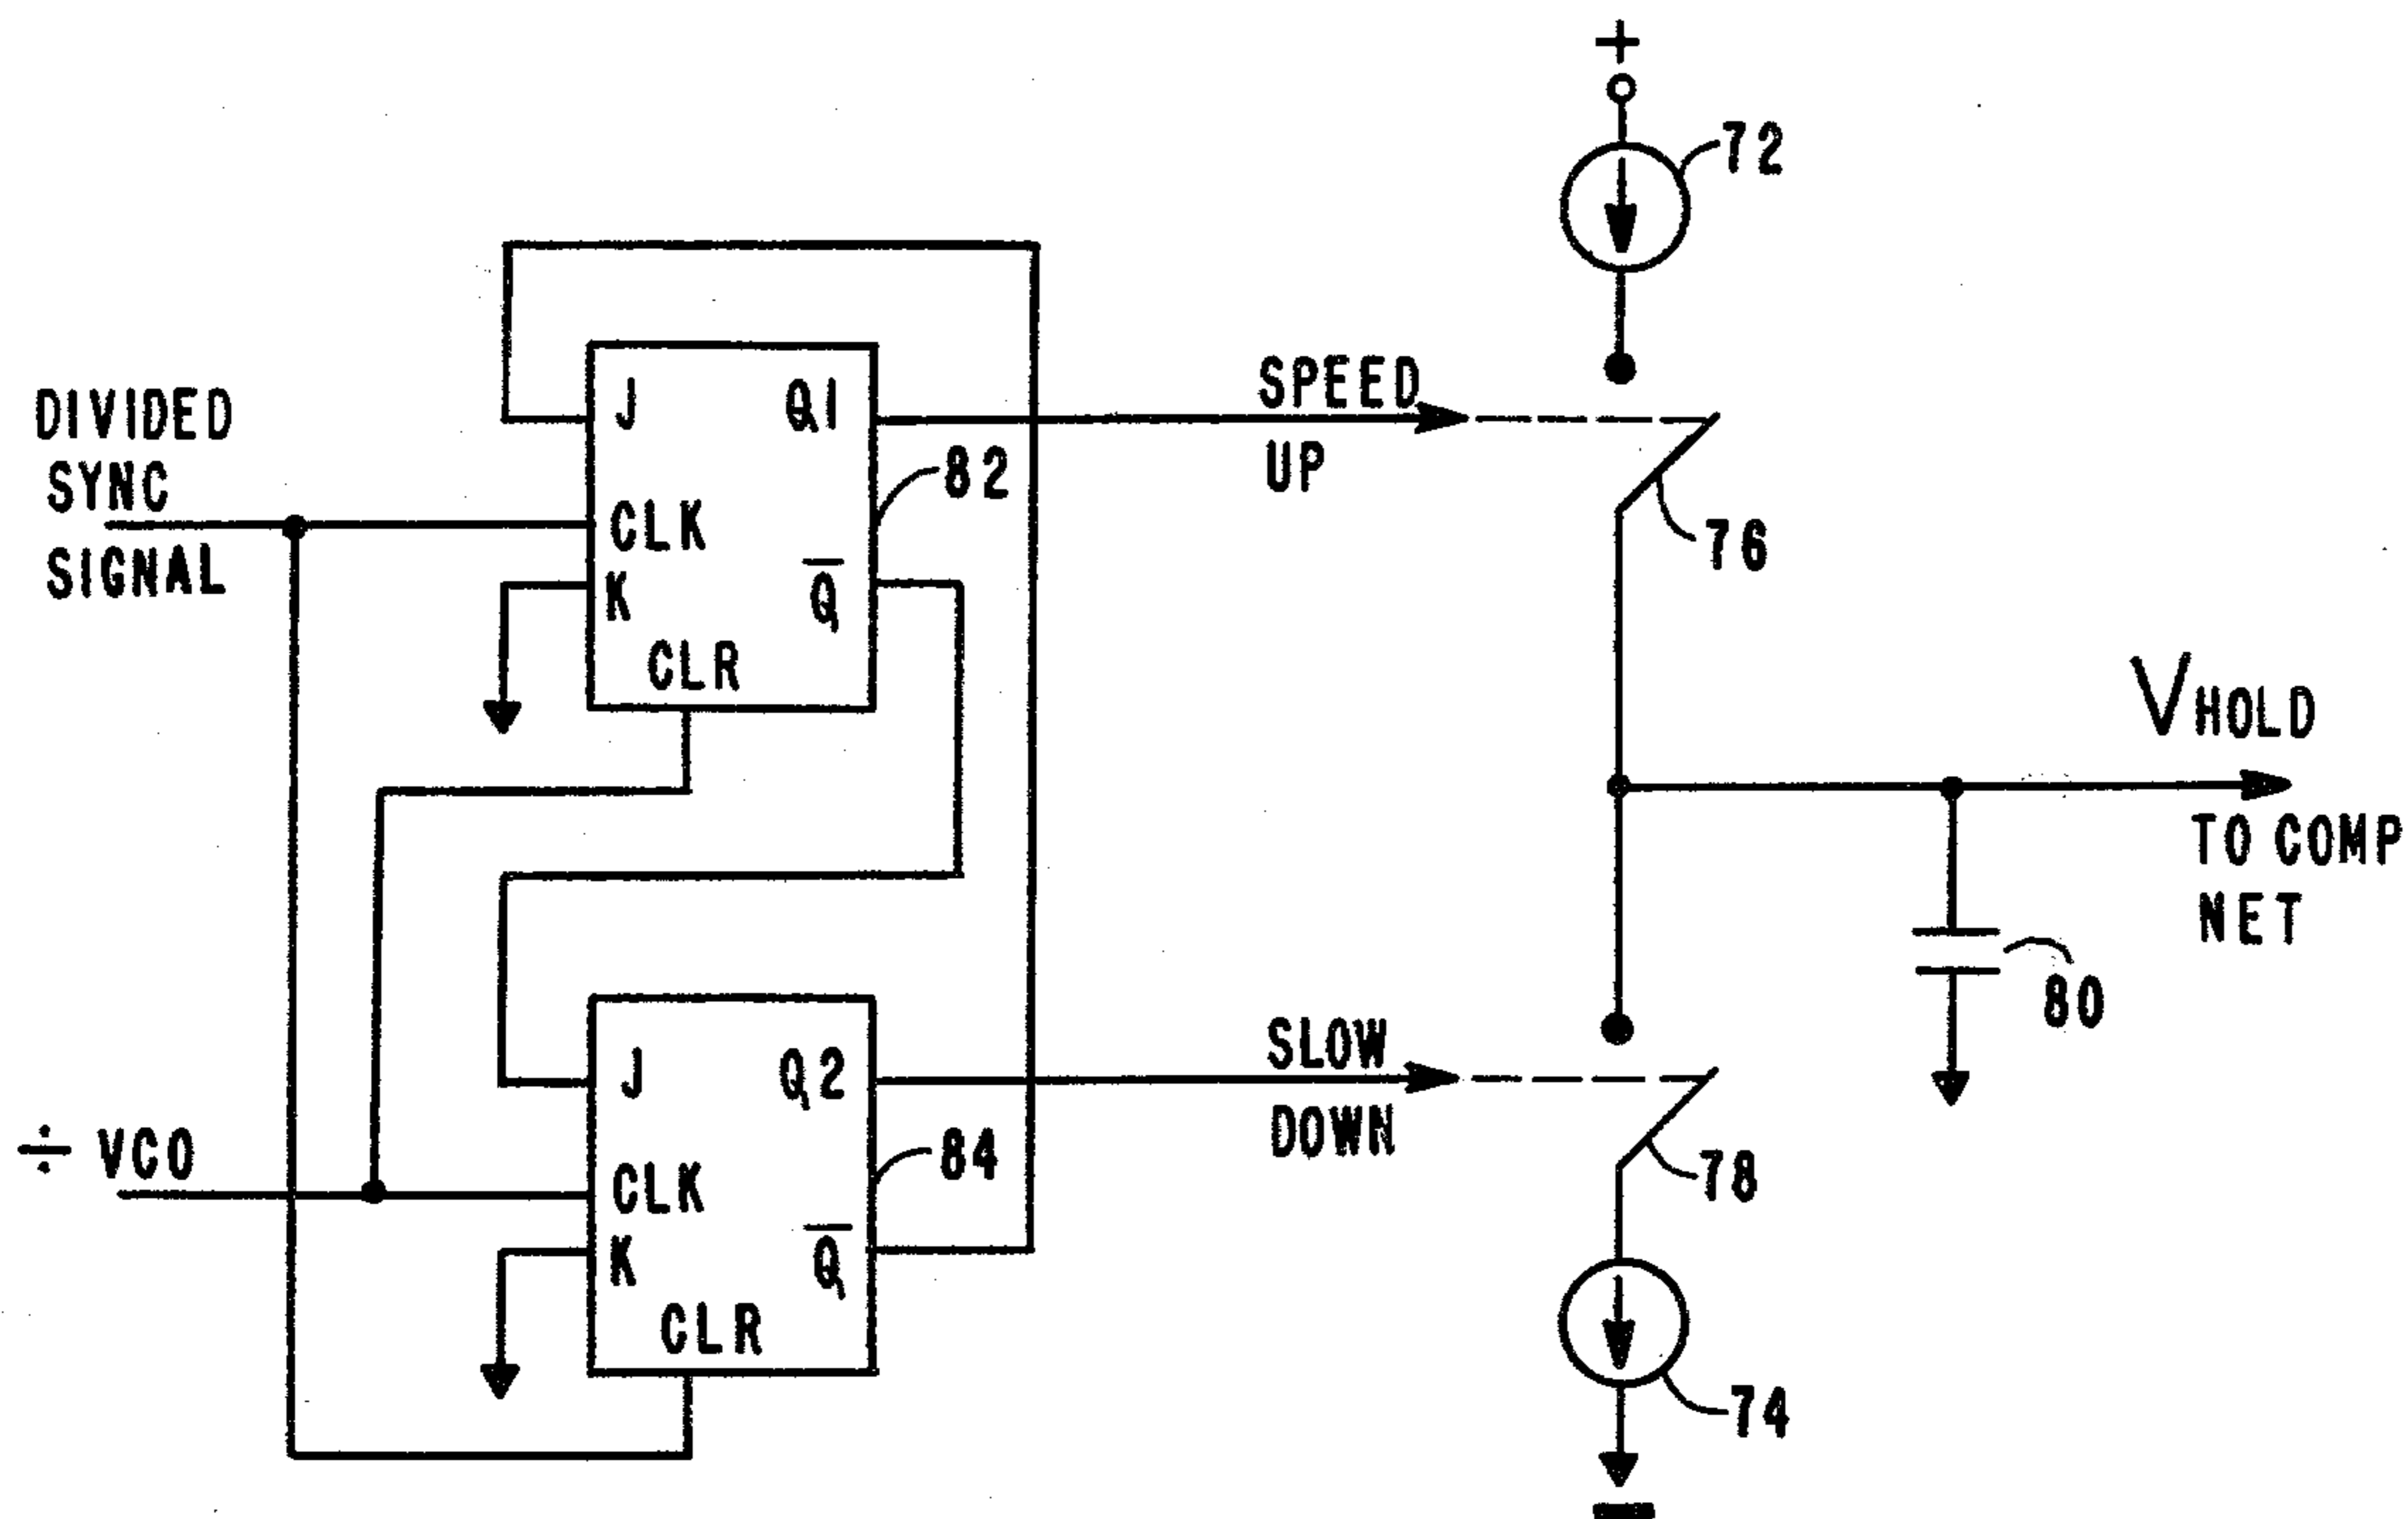 +
72
DIVIDED
SYNC
SIGNAL
J
Q1
CLK
K
Q̅
CLR
82
SPEED
UP
76
VHOLD
TO COMP
NET
80
÷ VCO
J
Q2
CLK
K
Q̅
CLR
84
SLOW
DOWN
78
74
–